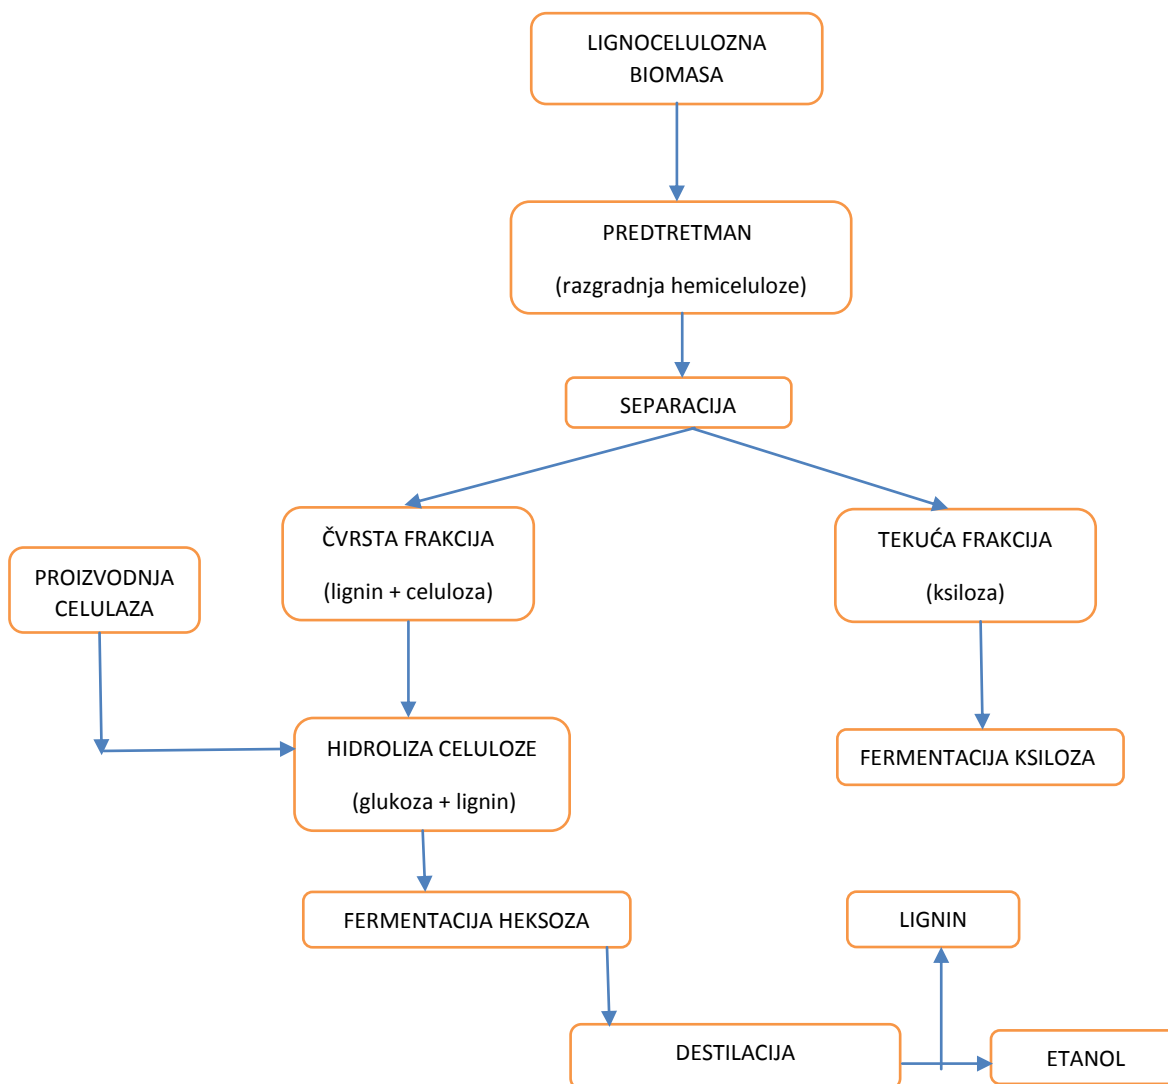 LIGNOCELULOZNA
BIOMASA
PREDTRETMAN
(razgradnja hemiceluloze)
SEPARACIJA
ČVRSTA FRAKCIJA
(lignin + celuloza)
TEKUĆA FRAKCIJA
(ksiloza)
PROIZVODNJA
CELULAZA
HIDROLIZA CELULOZE
(glukoza + lignin)
FERMENTACIJA KSILOZA
FERMENTACIJA HEKSOZA
LIGNIN
DESTILACIJA
ETANOL